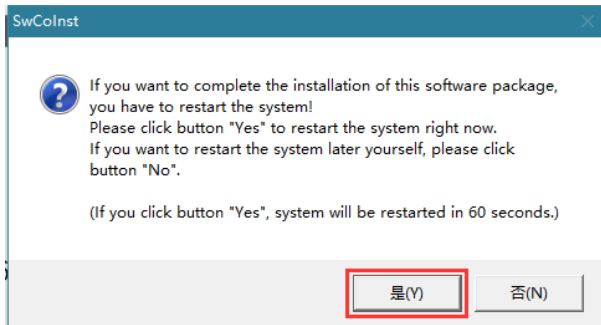 SwCoInst
If you want to complete the installation of this software package,
you have to restart the system!
Please click button "Yes" to restart the system right now.
If you want to restart the system later yourself, please click
button "No".
(If you click button "Yes", system will be restarted in 60 seconds.)
是(Y)
否(N)